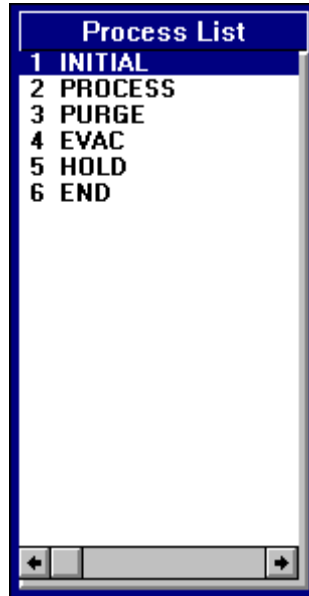 Process List
1 INITIAL
2 PROCESS
3 PURGE
4 EVAC
5 HOLD
6 END